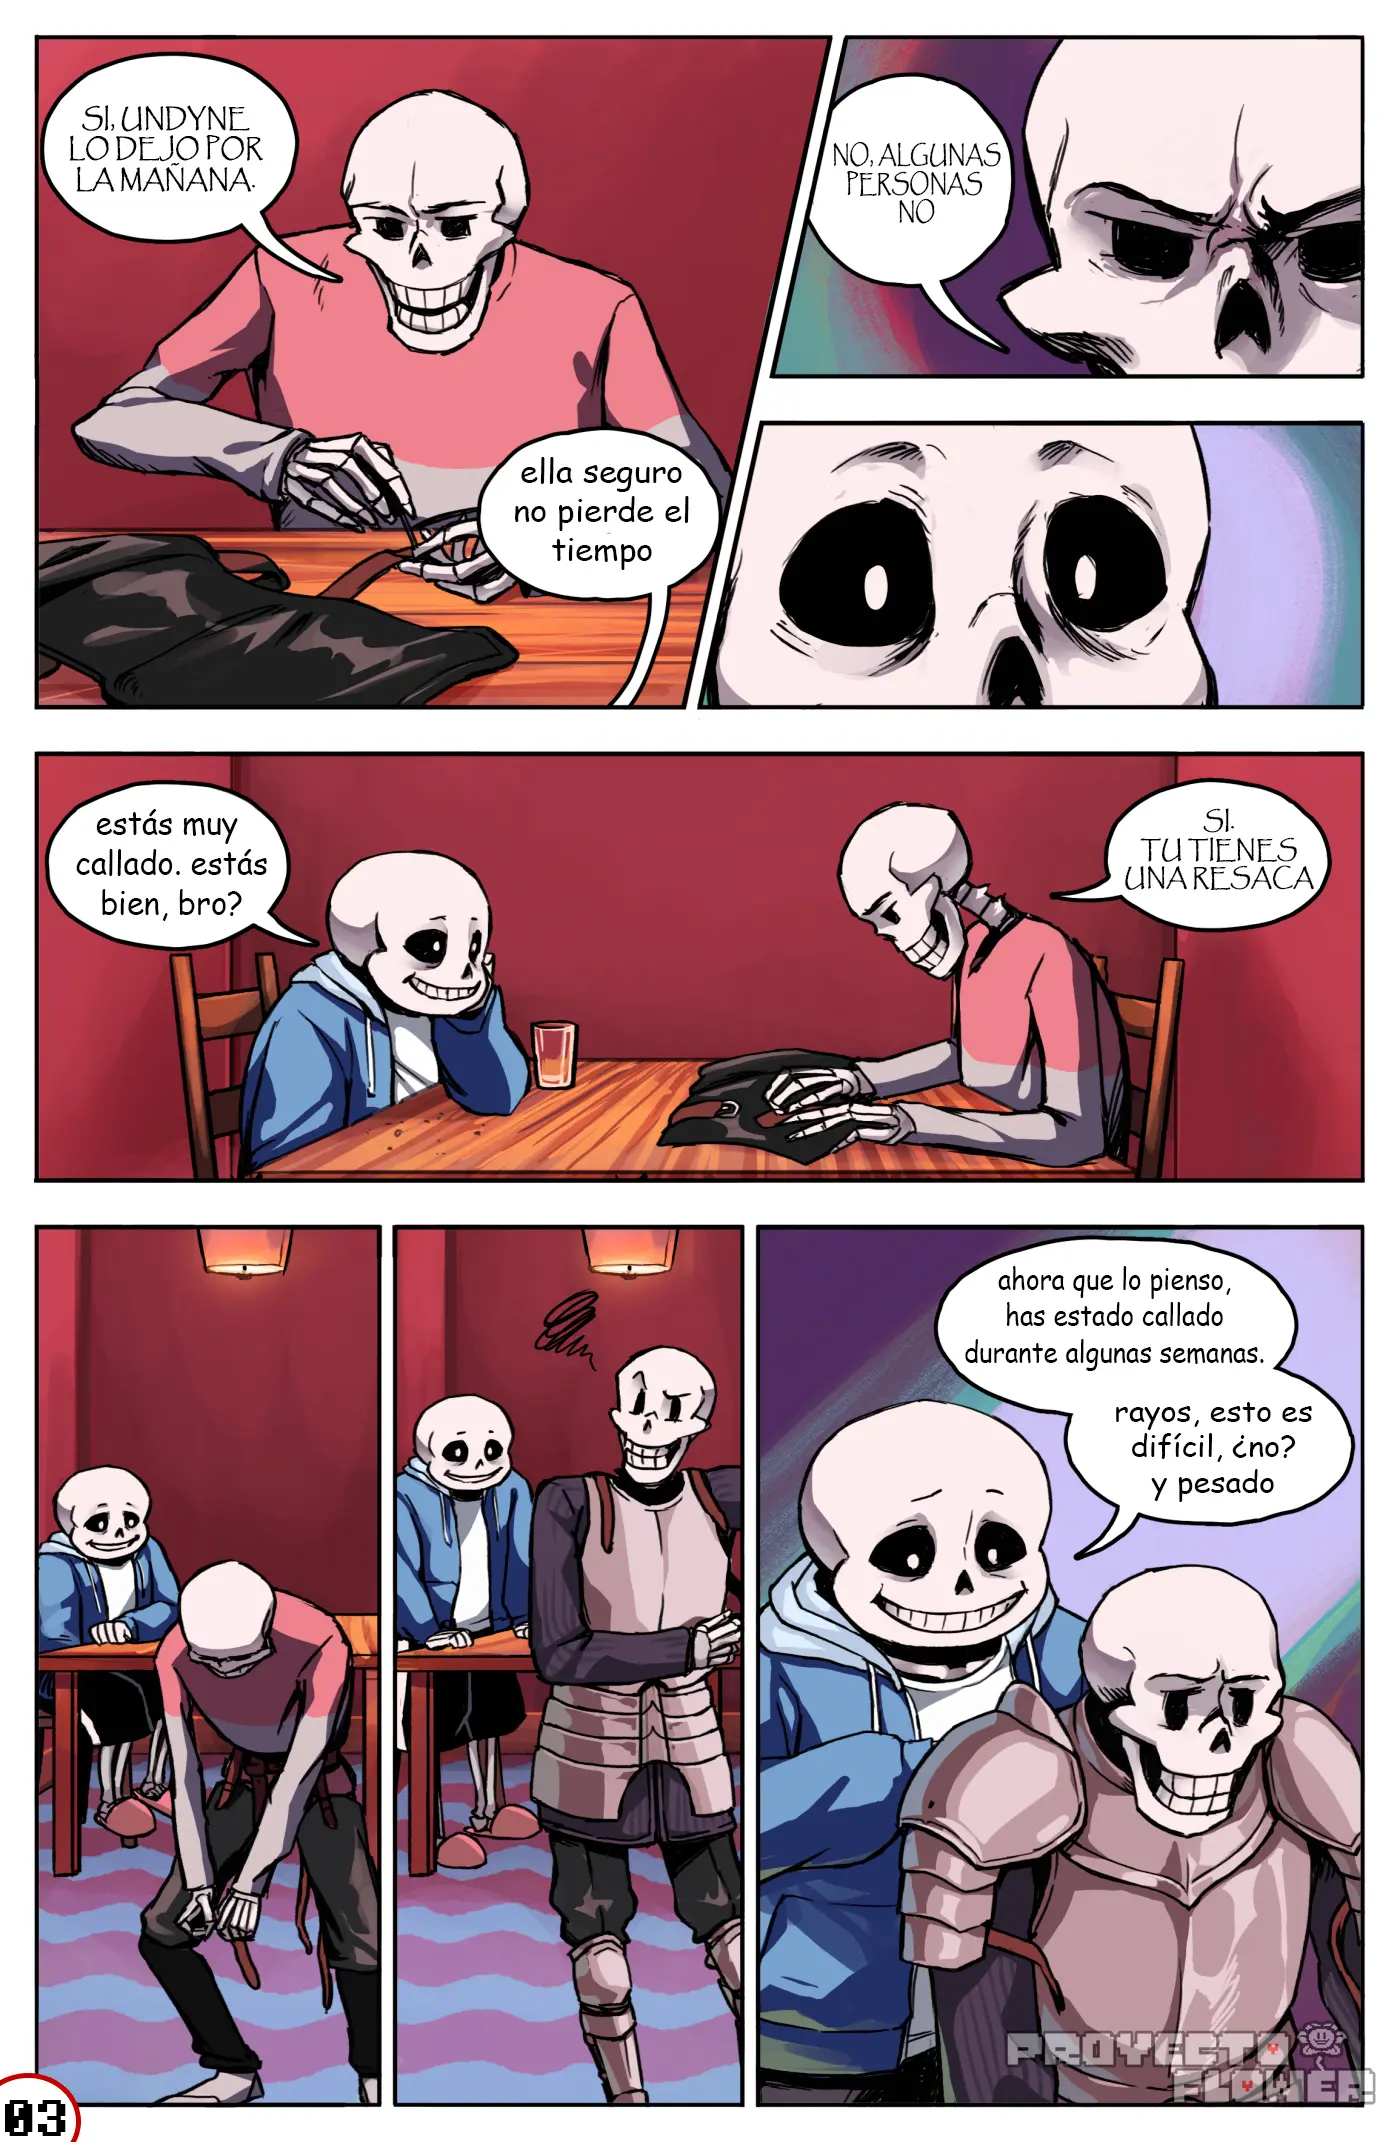 SI, UNDYNE
LO DEJO POR
LA MAÑANA.
ella seguro
no pierde el
tiempo
NO, ALGUNAS
PERSONAS
NO
estás muy
callado. estás
bien, bro?
SI.
TU TIENES
UNA RESACA
ahora que lo pienso,
has estado callado
durante algunas semanas.
rayos, esto es
difícil, ¿no?
y pesado
PROYECTO
FLOWER!
03